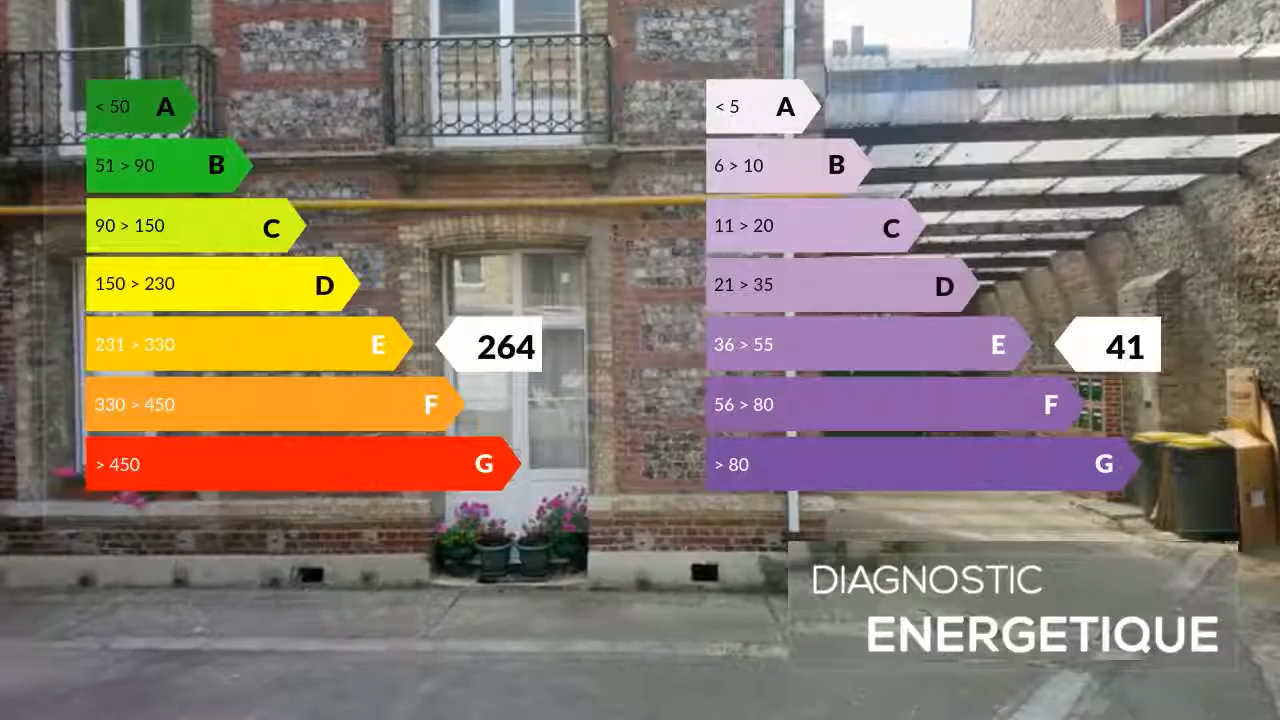 < 50 A
51 > 90 B
90 > 150 C
150 > 230 D
231 > 330 E
264
330 > 450 F
> 450 G
< 5 A
6 > 10 B
11 > 20 C
21 > 35 D
36 > 55 E
41
56 > 80 F
> 80 G
DIAGNOSTIC
ENERGETIQUE